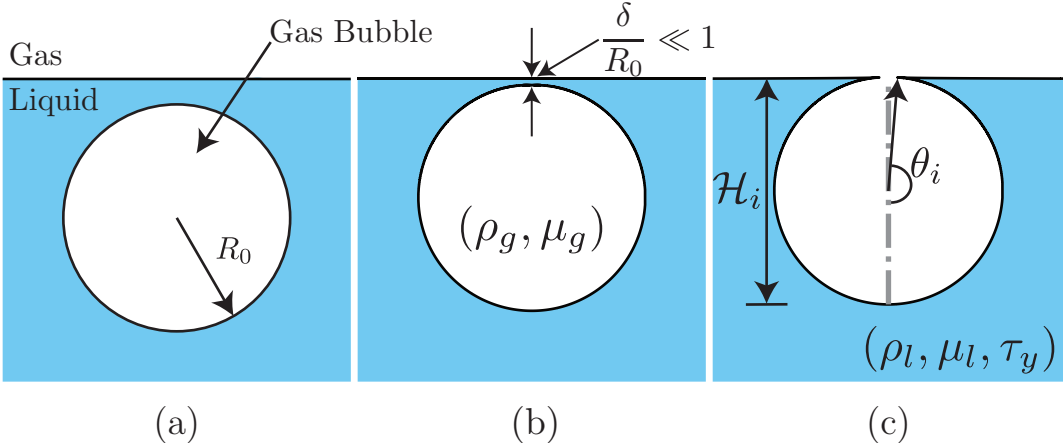 Gas
Liquid
Gas Bubble
R₀
(a)
δ/R₀ ≪ 1
(ρg, μg)
(b)
ℋᵢ
θᵢ
(ρₗ, μₗ, τy)
(c)